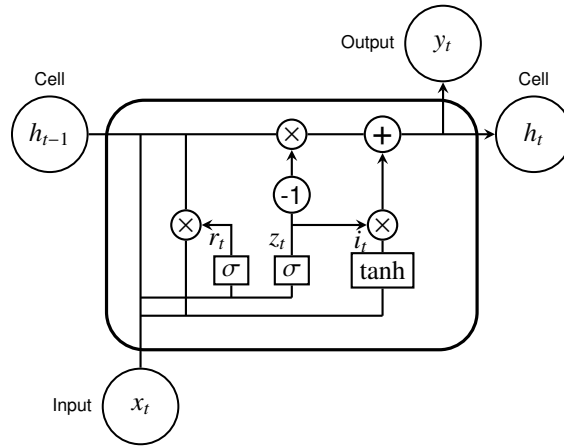 Output
y_t
Cell
Cell
h_{t−1}
×
+
h_t
-1
×
r_t
z_t
i_t
×
σ
σ
tanh
Input
x_t